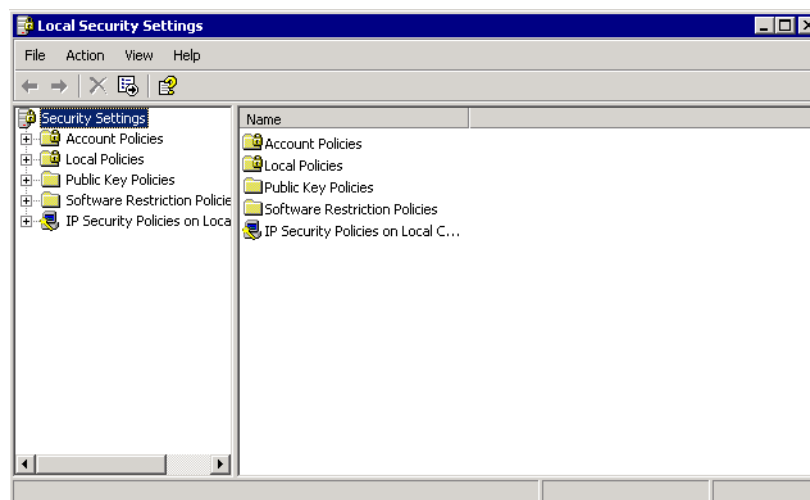 Local Security Settings
File Action View Help
Security Settings
Account Policies
Local Policies
Public Key Policies
Software Restriction Policie
IP Security Policies on Loca
Name
Account Policies
Local Policies
Public Key Policies
Software Restriction Policies
IP Security Policies on Local C...